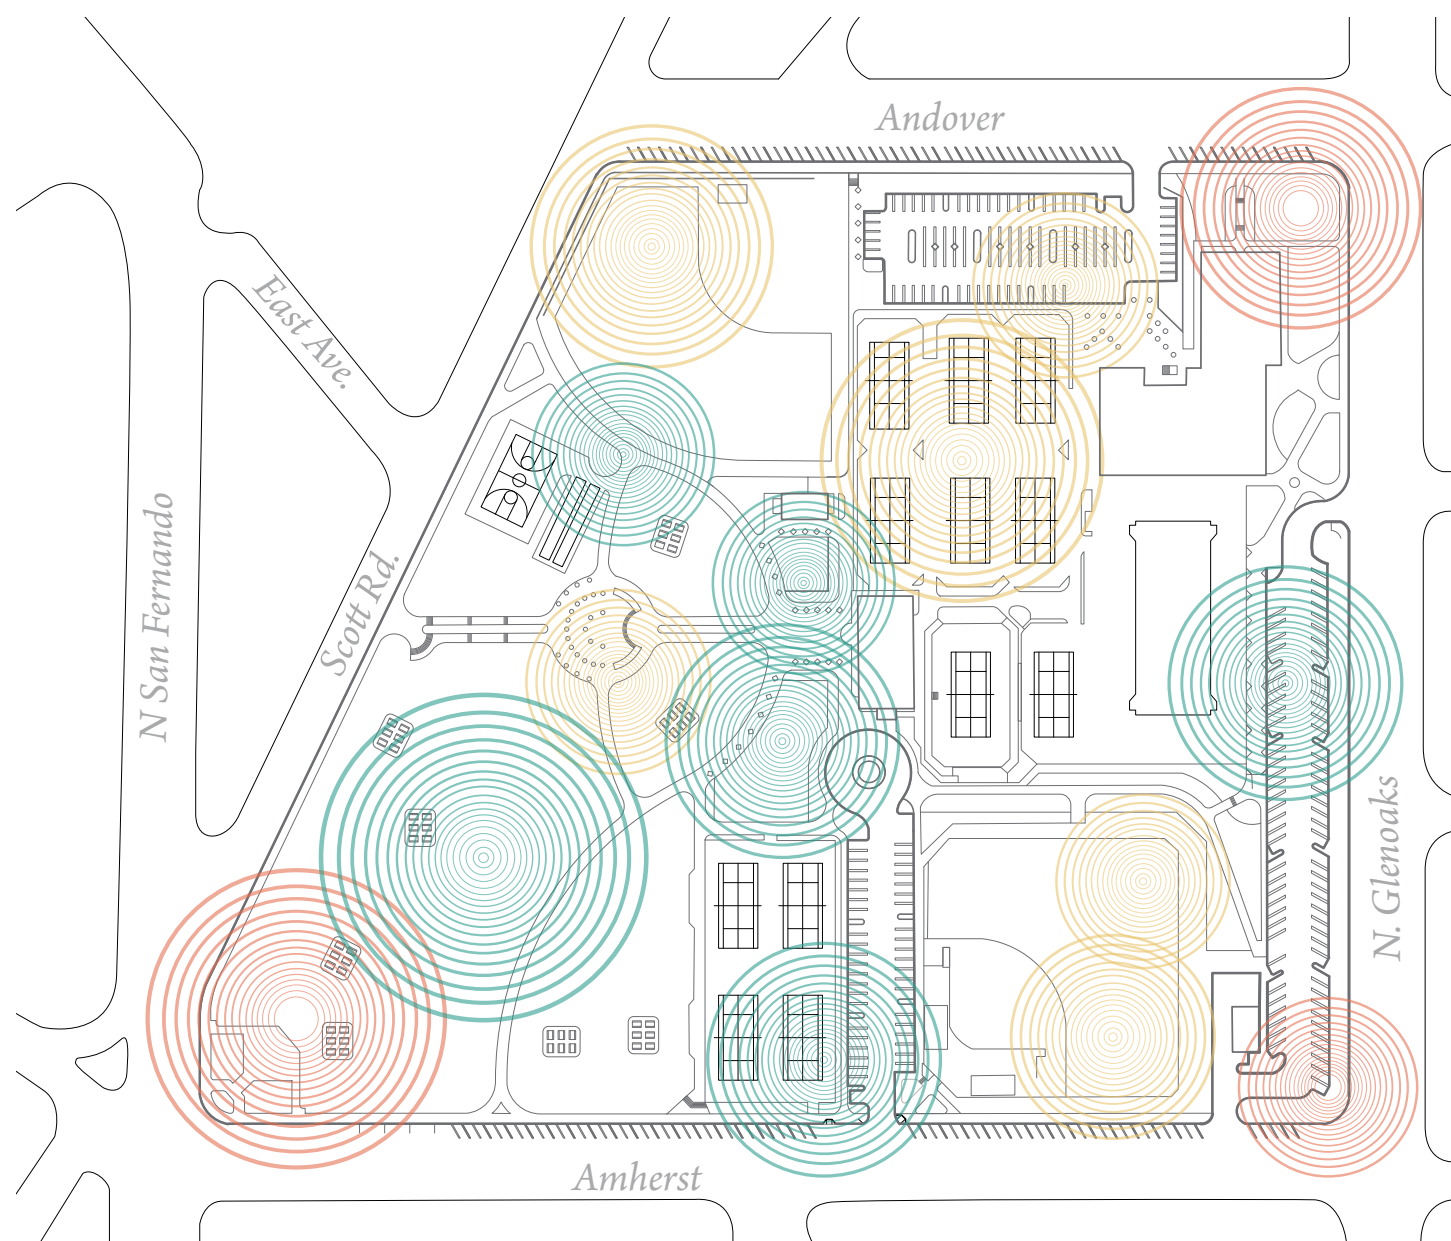 Andover
East Ave.
N San Fernando
Scott Rd.
N. Glenoaks
Amherst